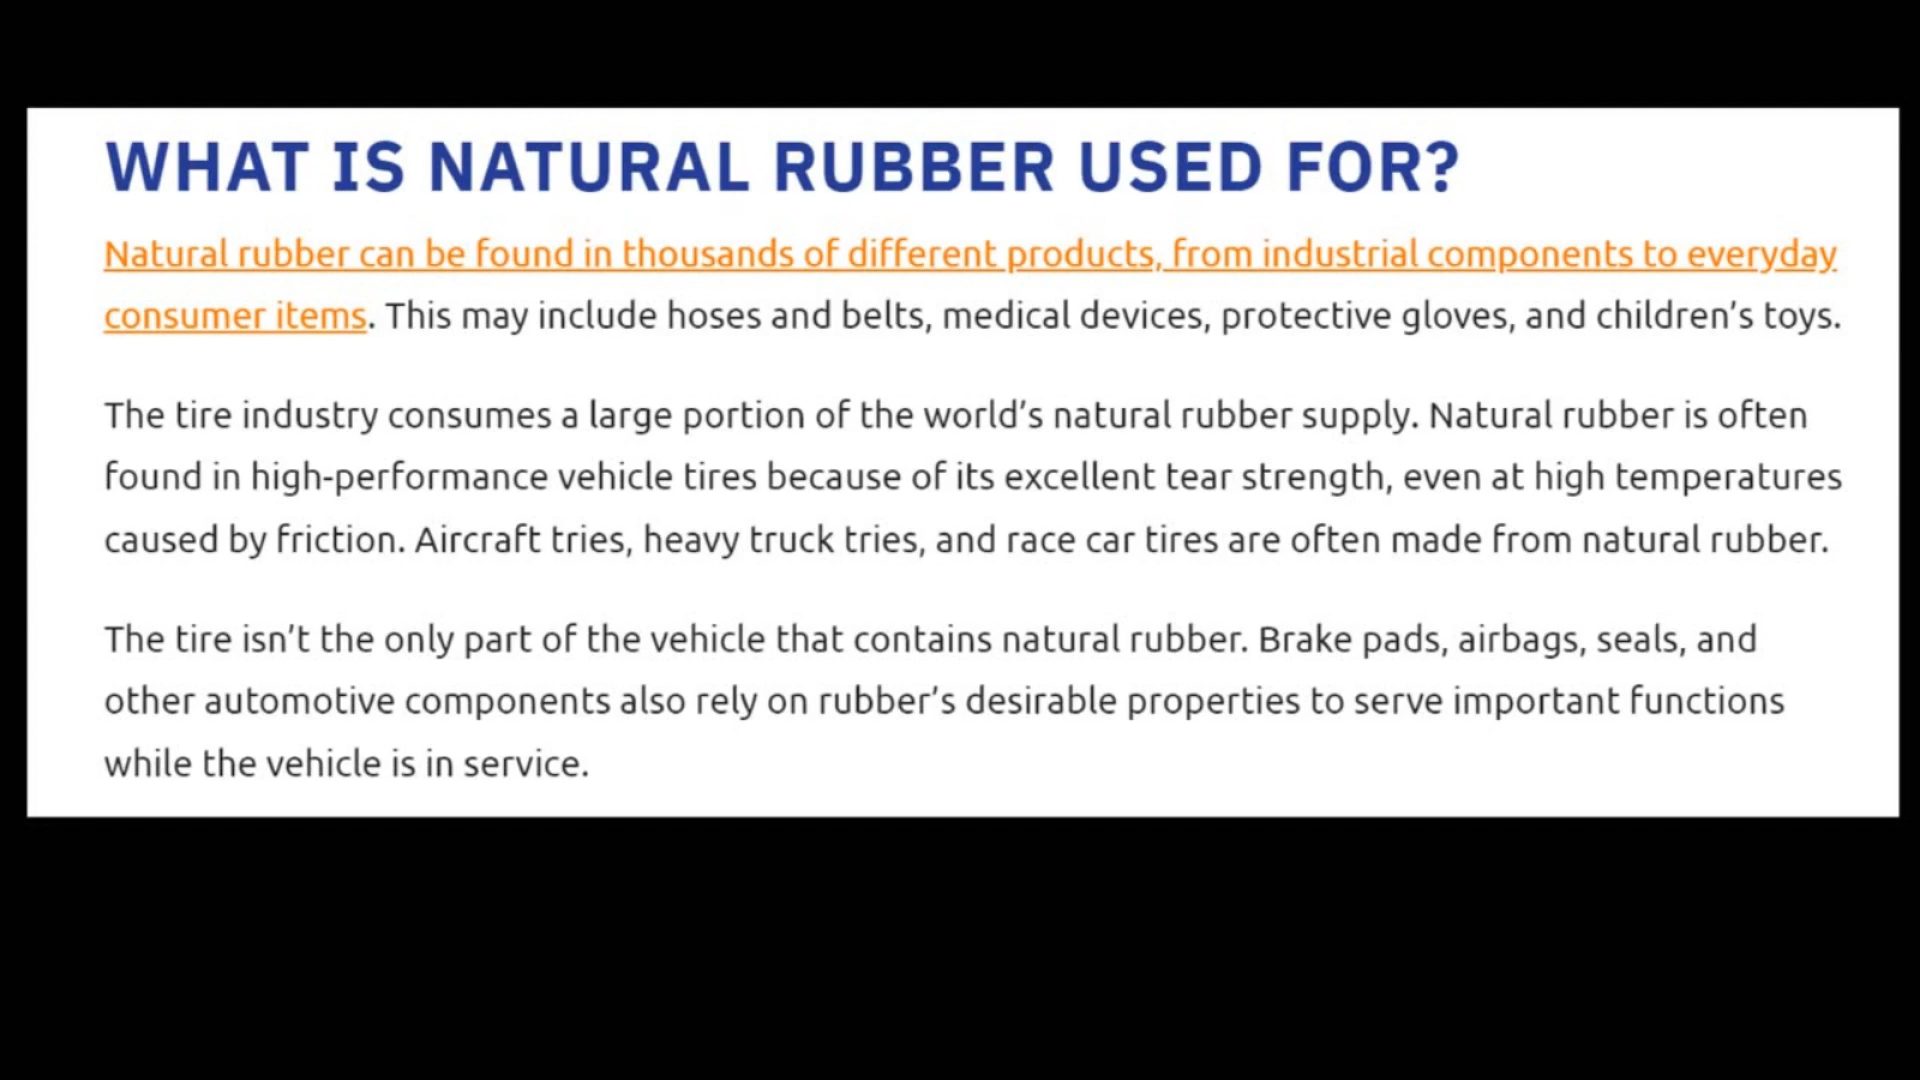 WHAT IS NATURAL RUBBER USED FOR?
Natural rubber can be found in thousands of different products, from industrial components to everyday
consumer items. This may include hoses and belts, medical devices, protective gloves, and children’s toys.
The tire industry consumes a large portion of the world’s natural rubber supply. Natural rubber is often
found in high-performance vehicle tires because of its excellent tear strength, even at high temperatures
caused by friction. Aircraft tries, heavy truck tries, and race car tires are often made from natural rubber.
The tire isn’t the only part of the vehicle that contains natural rubber. Brake pads, airbags, seals, and
other automotive components also rely on rubber’s desirable properties to serve important functions
while the vehicle is in service.